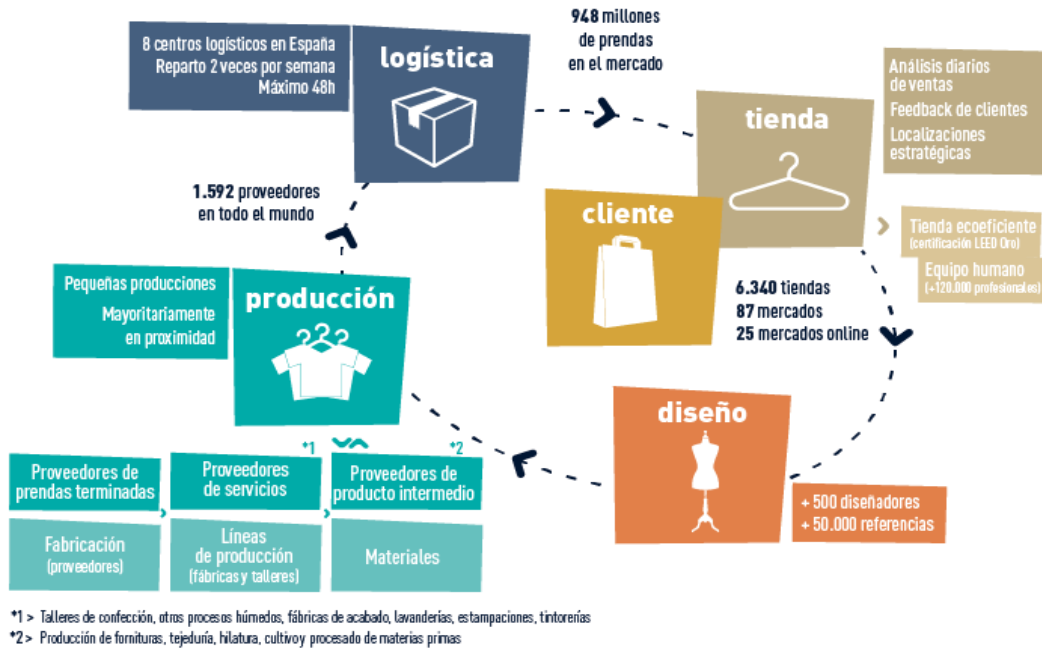 948 millones
de prendas
en el mercado
8 centros logísticos en España
Reparto 2 veces por semana
Máximo 48h
logística
Análisis diarios
de ventas
Feedback de clientes
Localizaciones
estratégicas
tienda
1.592 proveedores
en todo el mundo
cliente
Tienda ecoeficiente
(certificación LEED Oro)
Equipo humano
(+120.000 profesionales)
Pequeñas producciones
Mayoritariamente
en proximidad
producción
6.340 tiendas
87 mercados
25 mercados online
diseño
+ 500 diseñadores
+ 50.000 referencias
*1
*2
Proveedores de
prendas terminadas
Proveedores
de servicios
Proveedores de
producto intermedio
Fabricación
(proveedores)
Líneas
de producción
(fábricas y talleres)
Materiales
*1 > Talleres de confección, otros procesos húmedos, fábricas de acabado, lavanderías, estampaciones, tintorerías
*2 > Producción de fornituras, tejeduría, hilatura, cultivo y procesado de materias primas